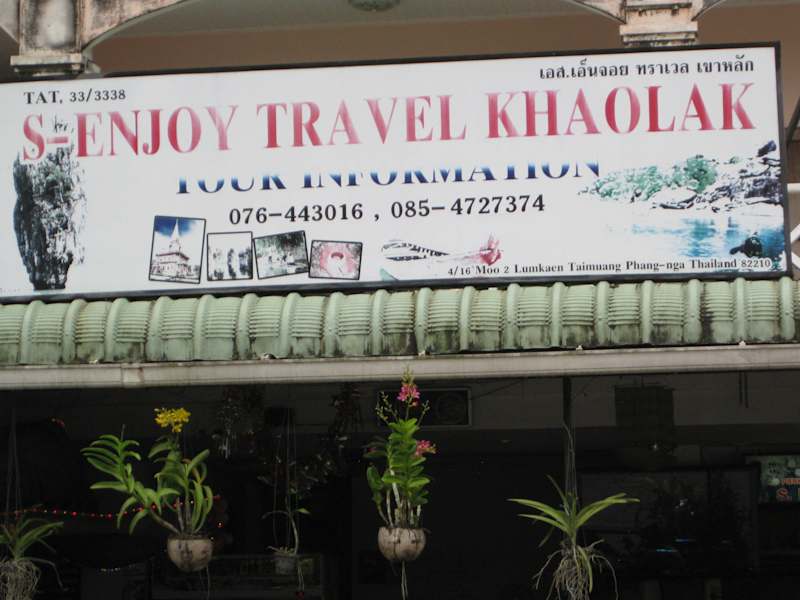 เอส.เอ็นจอย ทราเวล เขาหลัก
TAT. 33/3338
S-ENJOY TRAVEL KHAOLAK
TOUR INFORMATION
076-443016 , 085-4727374
4/16 Moo 2 Lumkaen Taimuang Phang-nga Thailand 82210